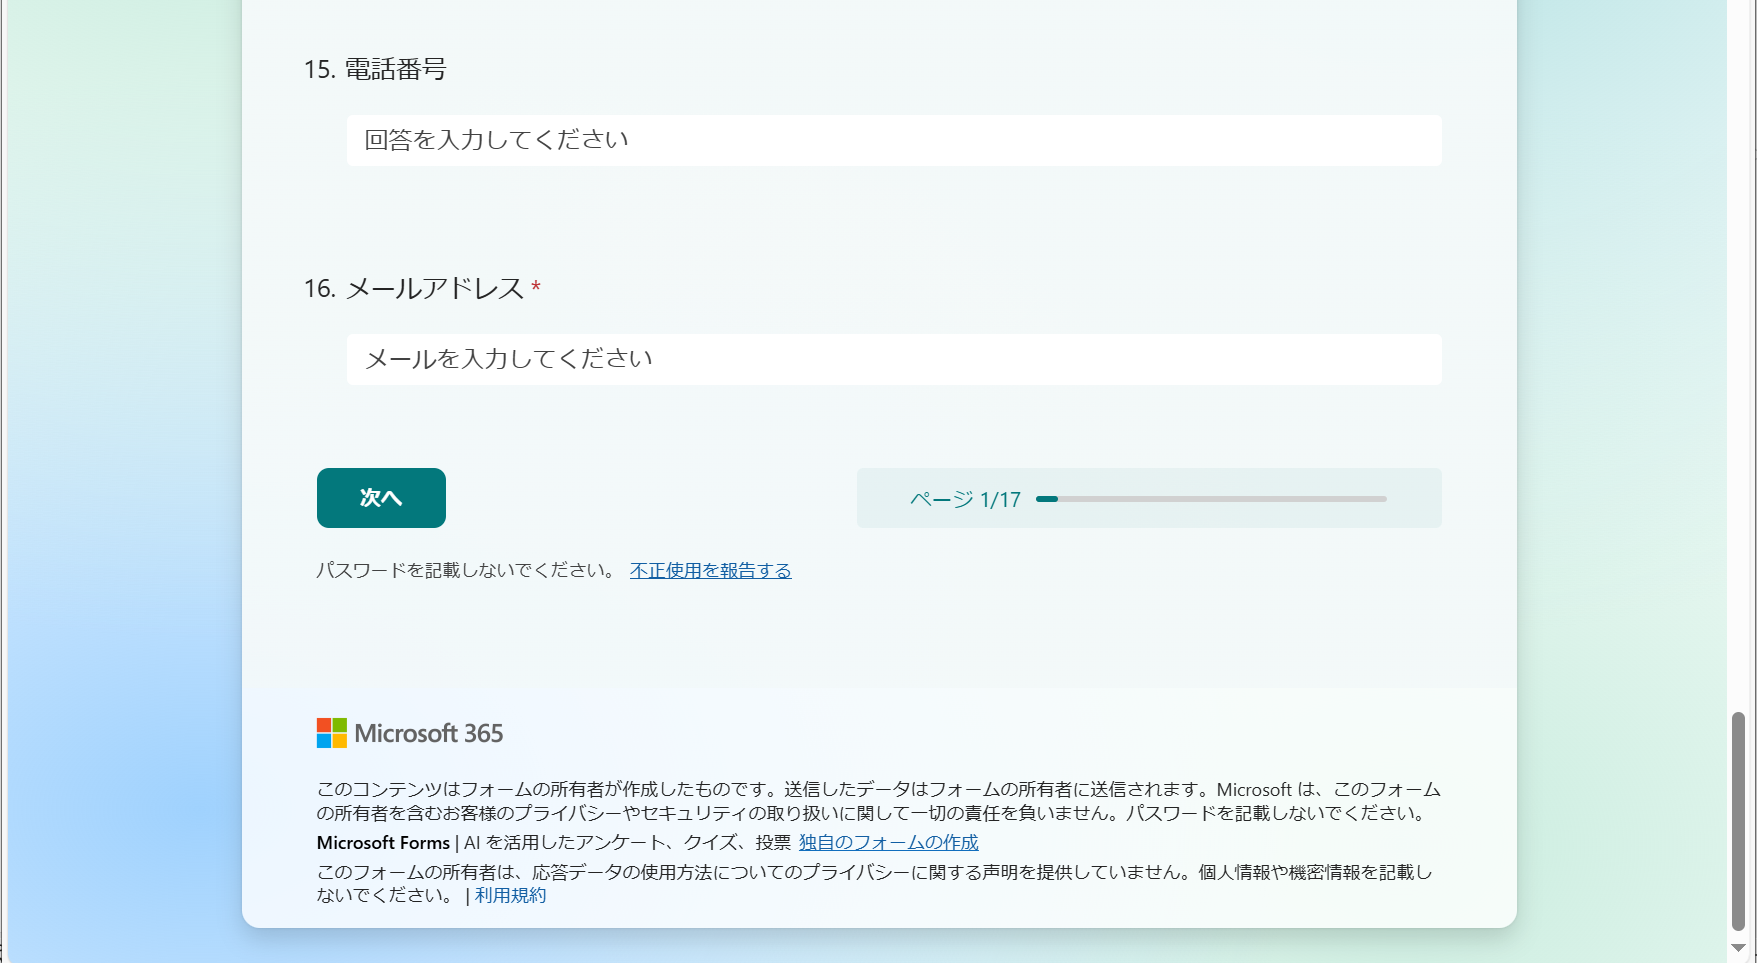 15. 電話番号
回答を入力してください
16. メールアドレス *
メールを入力してください
次へ
ページ 1/17
パスワードを記載しないでください。 不正使用を報告する
Microsoft 365
このコンテンツはフォームの所有者が作成したものです。送信したデータはフォームの所有者に送信されます。Microsoft は、このフォーム
の所有者を含むお客様のプライバシーやセキュリティの取り扱いに関して一切の責任を負いません。パスワードを記載しないでください。
Microsoft Forms | AI を活用したアンケート、クイズ、投票 独自のフォームの作成
このフォームの所有者は、応答データの使用方法についてのプライバシーに関する声明を提供していません。個人情報や機密情報を記載し
ないでください。 | 利用規約